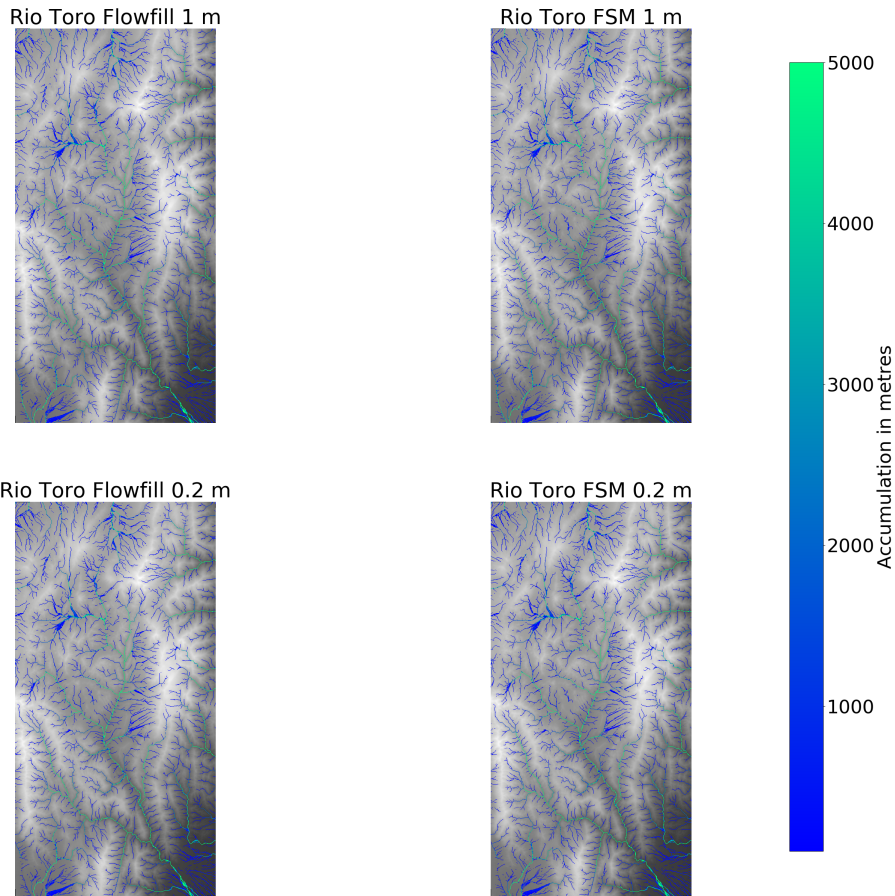 Rio Toro Flowfill 1 m
Rio Toro FSM 1 m
5000
4000
3000
2000
1000
Accumulation in metres
Rio Toro Flowfill 0.2 m
Rio Toro FSM 0.2 m